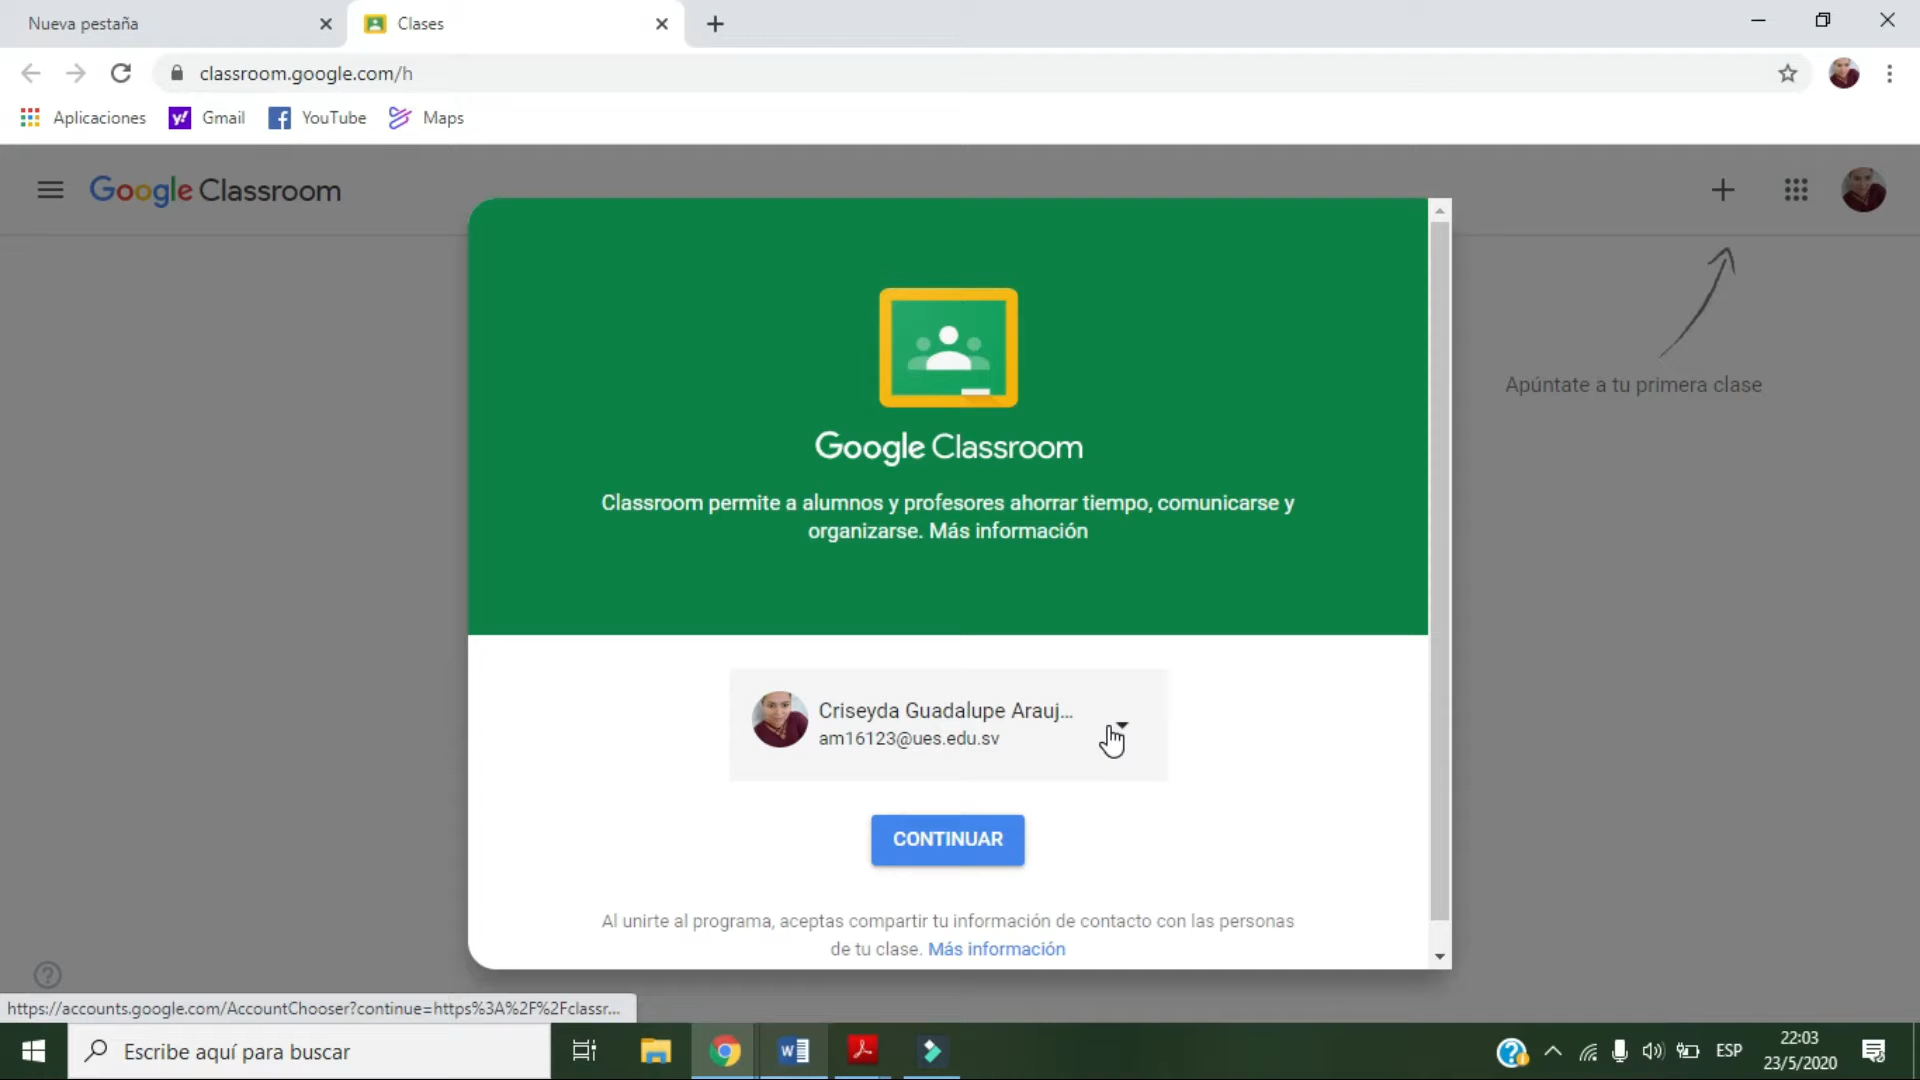 Nueva pestaña
Clases
classroom.google.com/h
Aplicaciones
Gmail
YouTube
Maps
Google Classroom
Apúntate a tu primera clase
Google Classroom
Classroom permite a alumnos y profesores ahorrar tiempo, comunicarse y
organizarse. Más información
Criseyda Guadalupe Arauj...
am16123@ues.edu.sv
CONTINUAR
Al unirte al programa, aceptas compartir tu información de contacto con las personas
de tu clase. Más información
https://accounts.google.com/AccountChooser?continue=https%3A%2F%2Fclassr...
Escribe aquí para buscar
ESP
22:03
23/5/2020